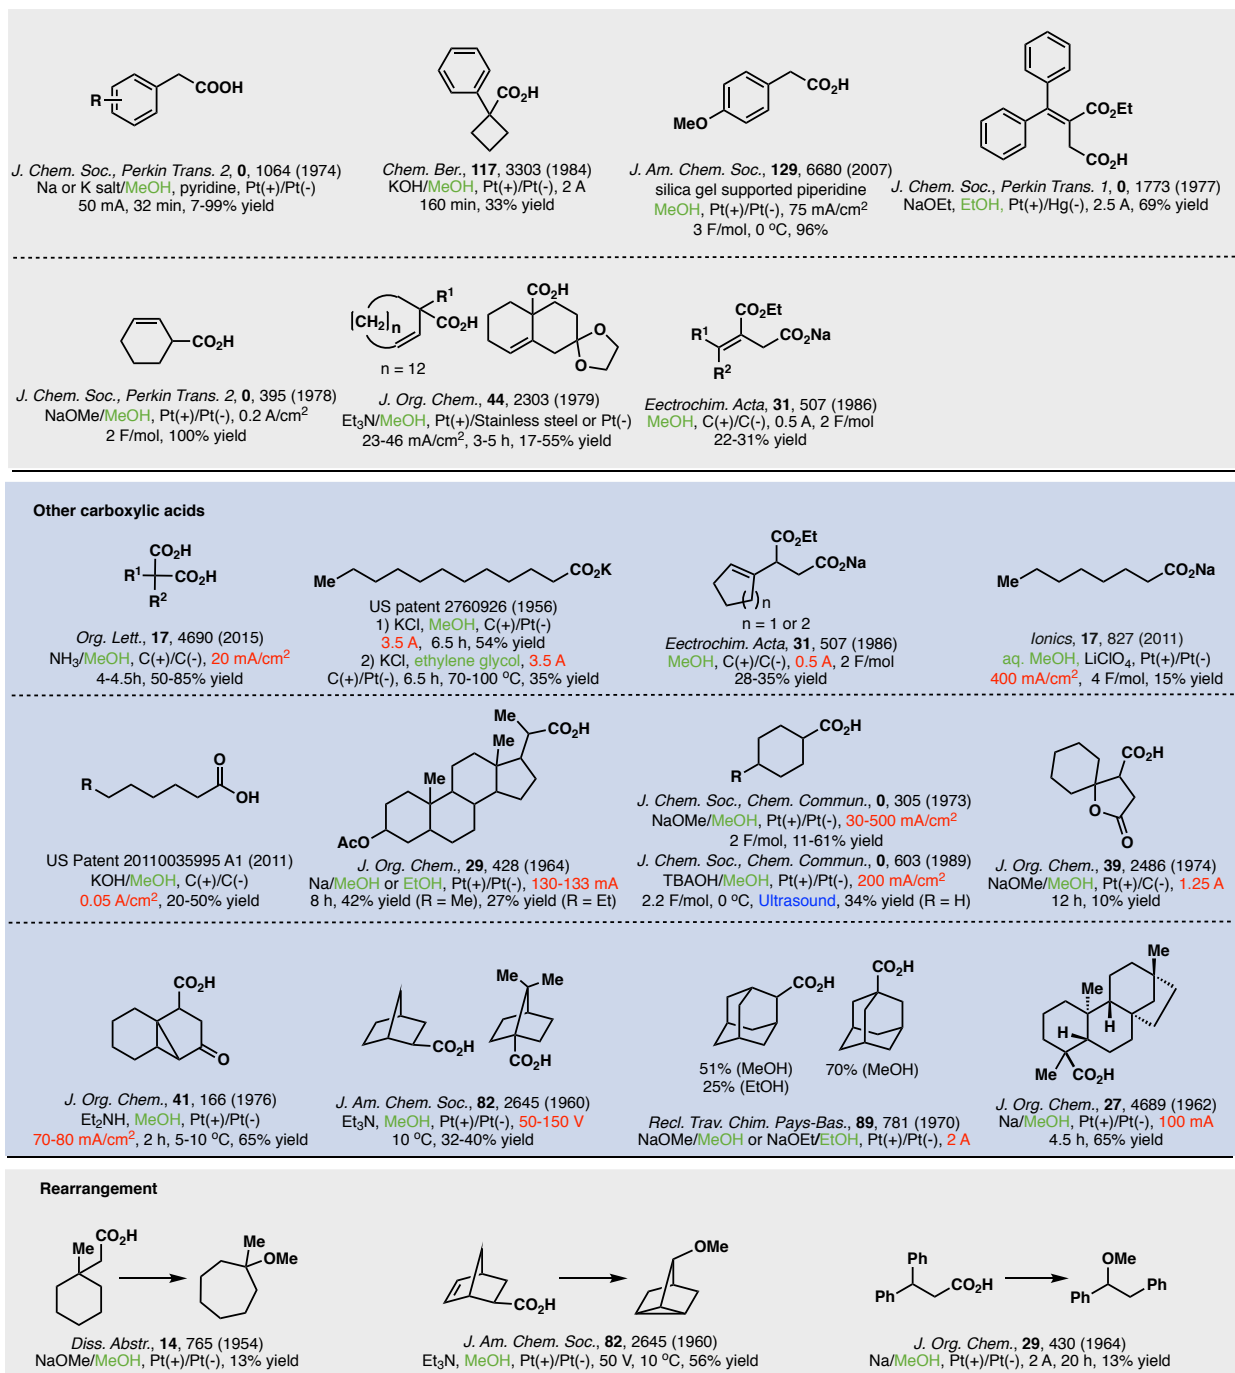 R
COOH
J. Chem. Soc., Perkin Trans. 2, 0, 1064 (1974)
Na or K salt/MeOH, pyridine, Pt(+)/Pt(-)
50 mA, 32 min, 7-99% yield
CO₂H
Chem. Ber., 117, 3303 (1984)
KOH/MeOH, Pt(+)/Pt(-), 2 A
160 min, 33% yield
MeO
CO₂H
J. Am. Chem. Soc., 129, 6680 (2007)
silica gel supported piperidine
MeOH, Pt(+)/Pt(-), 75 mA/cm²
3 F/mol, 0 °C, 96%
CO₂Et
CO₂H
J. Chem. Soc., Perkin Trans. 1, 0, 1773 (1977)
NaOEt, EtOH, Pt(+)/Hg(-), 2.5 A, 69% yield
CO₂H
J. Chem. Soc., Perkin Trans. 2, 0, 395 (1978)
NaOMe/MeOH, Pt(+)/Pt(-), 0.2 A/cm²
2 F/mol, 100% yield
R¹
(CH₂)n
CO₂H
n = 12
CO₂H
O
O
J. Org. Chem., 44, 2303 (1979)
Et₃N/MeOH, Pt(+)/Stainless steel or Pt(-)
23-46 mA/cm², 3-5 h, 17-55% yield
CO₂Et
R¹
CO₂Na
R²
Eectrochim. Acta, 31, 507 (1986)
MeOH, C(+)/C(-), 0.5 A, 2 F/mol
22-31% yield
Other carboxylic acids
CO₂H
R¹
CO₂H
R²
Org. Lett., 17, 4690 (2015)
NH₃/MeOH, C(+)/C(-), 20 mA/cm²
4-4.5h, 50-85% yield
Me
CO₂K
US patent 2760926 (1956)
1) KCl, MeOH, C(+)/Pt(-)
3.5 A, 6.5 h, 54% yield
2) KCl, ethylene glycol, 3.5 A
C(+)/Pt(-), 6.5 h, 70-100 °C, 35% yield
CO₂Et
CO₂Na
( )n
n = 1 or 2
Eectrochim. Acta, 31, 507 (1986)
MeOH, C(+)/C(-), 0.5 A, 2 F/mol
28-35% yield
Me
CO₂Na
Ionics, 17, 827 (2011)
aq. MeOH, LiClO₄, Pt(+)/Pt(-)
400 mA/cm², 4 F/mol, 15% yield
R
O
OH
US Patent 20110035995 A1 (2011)
KOH/MeOH, C(+)/C(-)
0.05 A/cm², 20-50% yield
Me
CO₂H
Me
Me
AcO
J. Org. Chem., 29, 428 (1964)
Na/MeOH or EtOH, Pt(+)/Pt(-), 130-133 mA
8 h, 42% yield (R = Me), 27% yield (R = Et)
CO₂H
R
J. Chem. Soc., Chem. Commun., 0, 305 (1973)
NaOMe/MeOH, Pt(+)/Pt(-), 30-500 mA/cm²
2 F/mol, 11-61% yield
J. Chem. Soc., Chem. Commun., 0, 603 (1989)
TBAOH/MeOH, Pt(+)/Pt(-), 200 mA/cm²
2.2 F/mol, 0 °C, Ultrasound, 34% yield (R = H)
CO₂H
O
O
J. Org. Chem., 39, 2486 (1974)
NaOMe/MeOH, Pt(+)/C(-), 1.25 A
12 h, 10% yield
CO₂H
O
J. Org. Chem., 41, 166 (1976)
Et₂NH, MeOH, Pt(+)/Pt(-)
70-80 mA/cm², 2 h, 5-10 °C, 65% yield
CO₂H
Me
Me
CO₂H
J. Am. Chem. Soc., 82, 2645 (1960)
Et₃N, MeOH, Pt(+)/Pt(-), 50-150 V
10 °C, 32-40% yield
CO₂H
51% (MeOH)
25% (EtOH)
CO₂H
70% (MeOH)
Recl. Trav. Chim. Pays-Bas., 89, 781 (1970)
NaOMe/MeOH or NaOEt/EtOH, Pt(+)/Pt(-), 2 A
Me
Me
H
H
Me
CO₂H
J. Org. Chem., 27, 4689 (1962)
Na/MeOH, Pt(+)/Pt(-), 100 mA
4.5 h, 65% yield
Rearrangement
CO₂H
Me
Me
OMe
Diss. Abstr., 14, 765 (1954)
NaOMe/MeOH, Pt(+)/Pt(-), 13% yield
CO₂H
OMe
J. Am. Chem. Soc., 82, 2645 (1960)
Et₃N, MeOH, Pt(+)/Pt(-), 50 V, 10 °C, 56% yield
Ph
Ph
CO₂H
OMe
Ph
Ph
J. Org. Chem., 29, 430 (1964)
Na/MeOH, Pt(+)/Pt(-), 2 A, 20 h, 13% yield